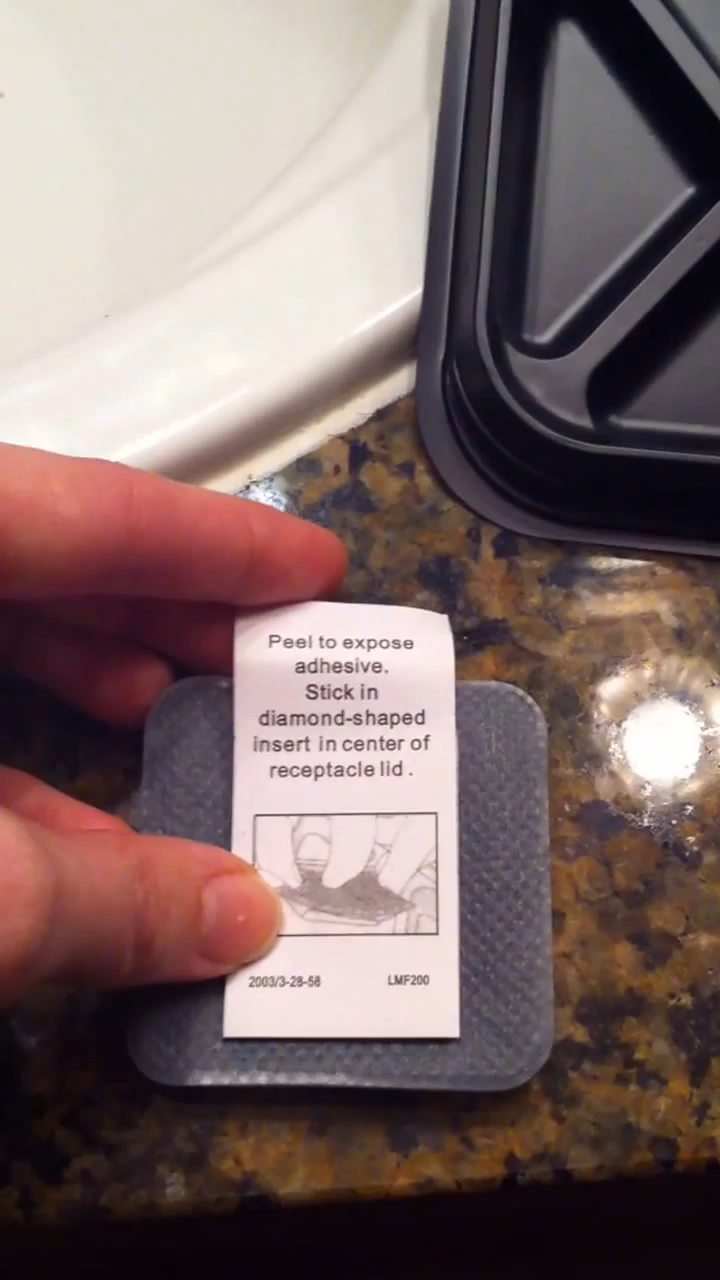 Peel to expose
adhesive.
Stick in
diamond-shaped
insert in center of
receptacle lid .
2003/3-28-58 LMF200